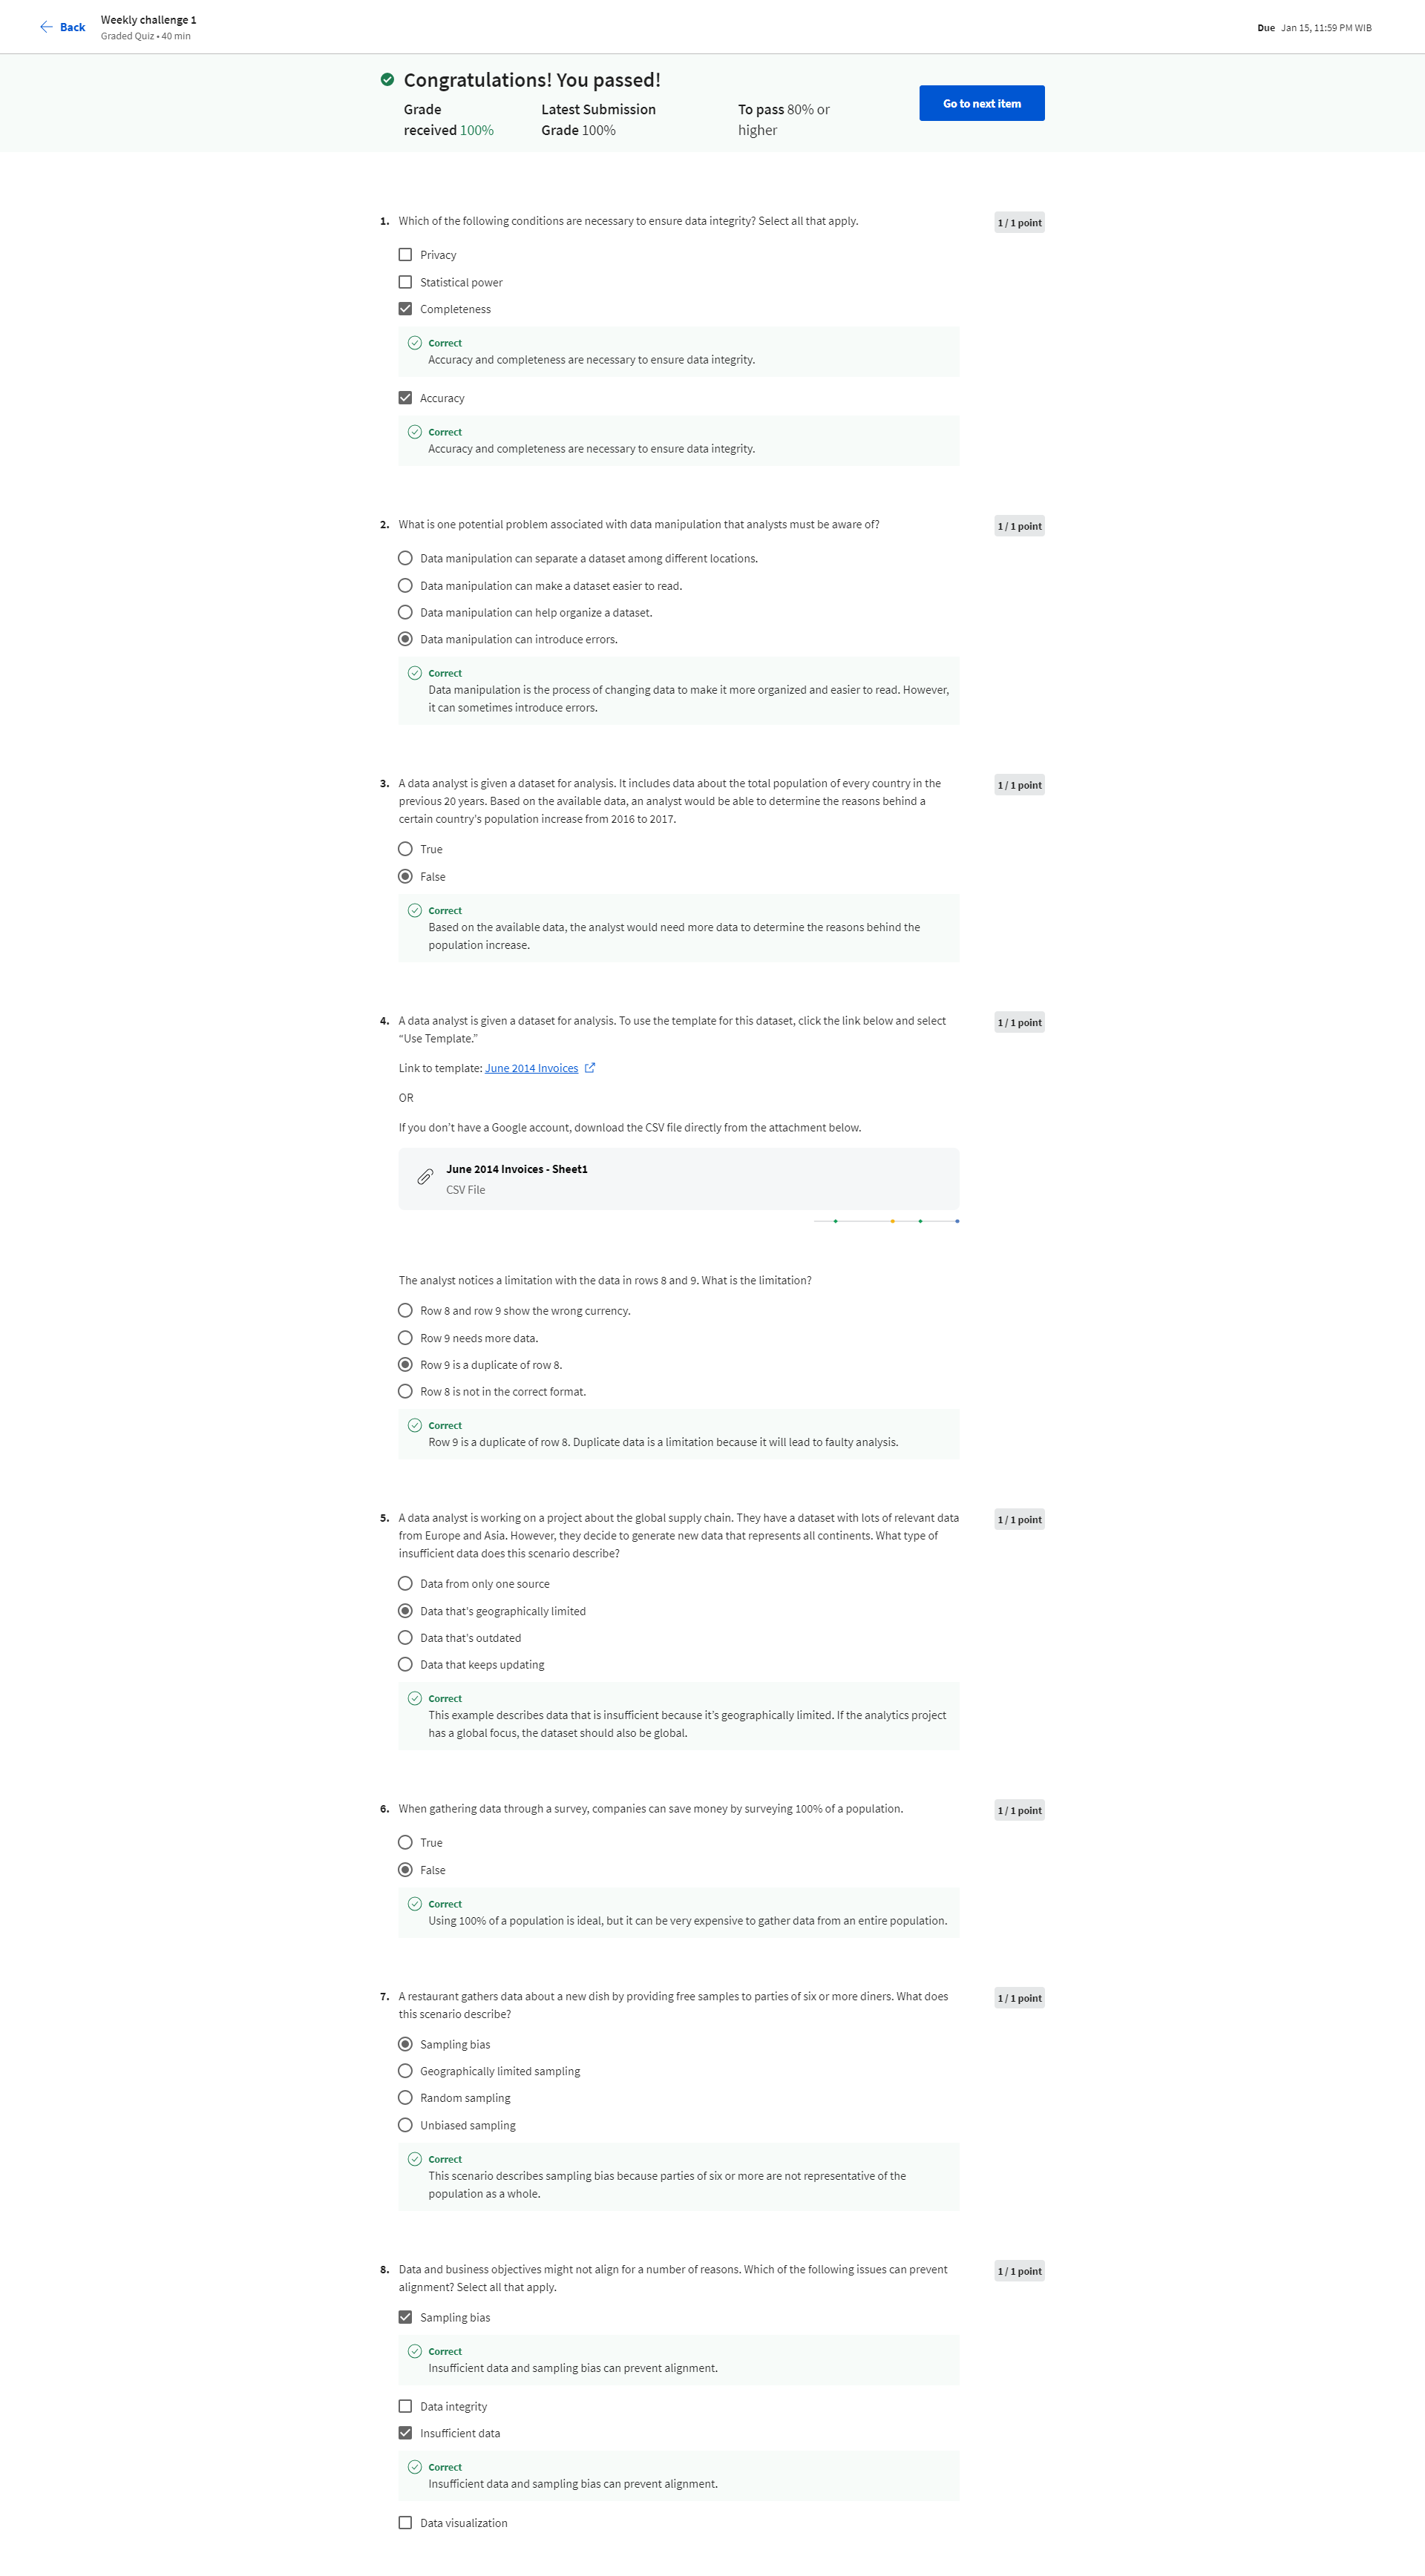 Back
Weekly challenge 1
Graded Quiz • 40 min
Due Jan 15, 11:59 PM WIB
Congratulations! You passed!
Grade received 100%
Latest Submission Grade 100%
To pass 80% or higher
Go to next item
1. Which of the following conditions are necessary to ensure data integrity? Select all that apply.
1 / 1 point
Privacy
Statistical power
Completeness
Correct
Accuracy and completeness are necessary to ensure data integrity.
Accuracy
Correct
Accuracy and completeness are necessary to ensure data integrity.
2. What is one potential problem associated with data manipulation that analysts must be aware of?
1 / 1 point
Data manipulation can separate a dataset among different locations.
Data manipulation can make a dataset easier to read.
Data manipulation can help organize a dataset.
Data manipulation can introduce errors.
Correct
Data manipulation is the process of changing data to make it more organized and easier to read. However,
it can sometimes introduce errors.
3. A data analyst is given a dataset for analysis. It includes data about the total population of every country in the
previous 20 years. Based on the available data, an analyst would be able to determine the reasons behind a
certain country's population increase from 2016 to 2017.
1 / 1 point
True
False
Correct
Based on the available data, the analyst would need more data to determine the reasons behind the
population increase.
4. A data analyst is given a dataset for analysis. To use the template for this dataset, click the link below and select
“Use Template.”
1 / 1 point
Link to template: June 2014 Invoices
OR
If you don’t have a Google account, download the CSV file directly from the attachment below.
June 2014 Invoices - Sheet1
CSV File
The analyst notices a limitation with the data in rows 8 and 9. What is the limitation?
Row 8 and row 9 show the wrong currency.
Row 9 needs more data.
Row 9 is a duplicate of row 8.
Row 8 is not in the correct format.
Correct
Row 9 is a duplicate of row 8. Duplicate data is a limitation because it will lead to faulty analysis.
5. A data analyst is working on a project about the global supply chain. They have a dataset with lots of relevant data
from Europe and Asia. However, they decide to generate new data that represents all continents. What type of
insufficient data does this scenario describe?
1 / 1 point
Data from only one source
Data that’s geographically limited
Data that’s outdated
Data that keeps updating
Correct
This example describes data that is insufficient because it’s geographically limited. If the analytics project
has a global focus, the dataset should also be global.
6. When gathering data through a survey, companies can save money by surveying 100% of a population.
1 / 1 point
True
False
Correct
Using 100% of a population is ideal, but it can be very expensive to gather data from an entire population.
7. A restaurant gathers data about a new dish by providing free samples to parties of six or more diners. What does
this scenario describe?
1 / 1 point
Sampling bias
Geographically limited sampling
Random sampling
Unbiased sampling
Correct
This scenario describes sampling bias because parties of six or more are not representative of the
population as a whole.
8. Data and business objectives might not align for a number of reasons. Which of the following issues can prevent
alignment? Select all that apply.
1 / 1 point
Sampling bias
Correct
Insufficient data and sampling bias can prevent alignment.
Data integrity
Insufficient data
Correct
Insufficient data and sampling bias can prevent alignment.
Data visualization